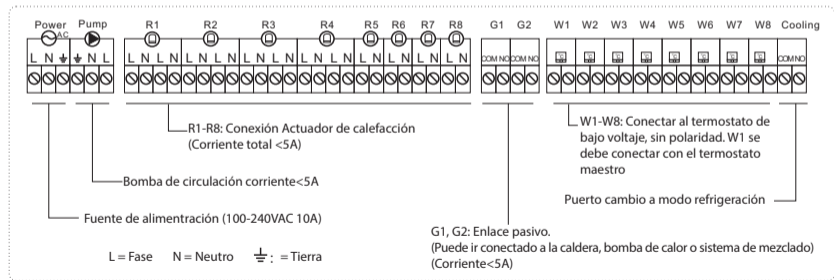 Power Pump R1 R2 R3 R4 R5 R6 R7 R8 G1 G2 W1 W2 W3 W4 W5 W6 W7 W8 Cooling
AC
L N ⏚ ⏚ N L L N L N L N L N L N L N L N L N L N L N L N L N COM NO COM NO COM NO
R1-R8: Conexión Actuador de calefacción
(Corriente total <5A)
Bomba de circulación corriente<5A
Fuente de alimentración (100-240VAC 10A)
L = Fase N = Neutro ⏚ : = Tierra
G1, G2: Enlace pasivo.
(Puede ir conectado a la caldera, bomba de calor o sistema de mezclado)
(Corriente<5A)
W1-W8: Conectar al termostato de
bajo voltaje, sin polaridad. W1 se
debe conectar con el termostato
maestro
Puerto cambio a modo refrigeración